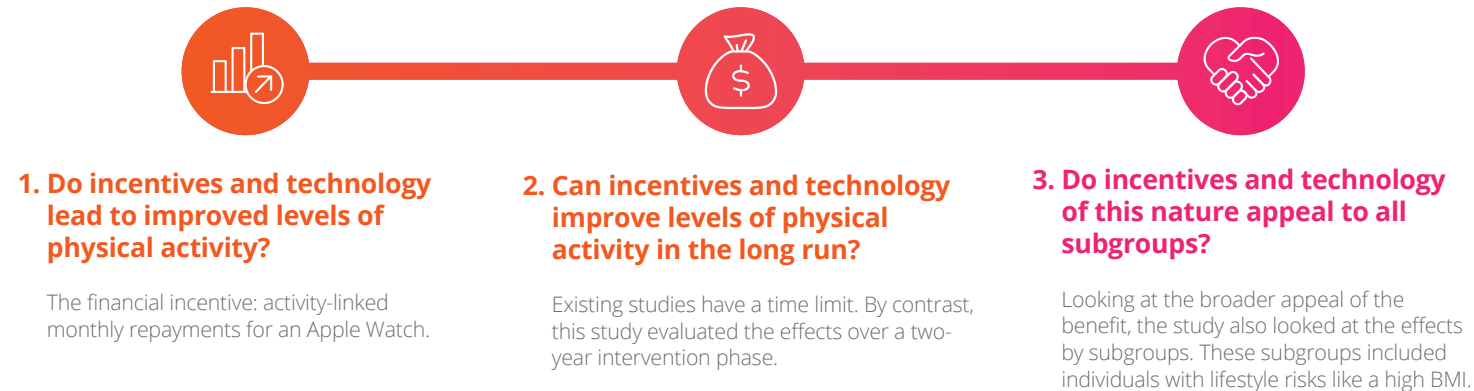 $
1. Do incentives and technology
lead to improved levels of
physical activity?
The financial incentive: activity-linked
monthly repayments for an Apple Watch.
2. Can incentives and technology
improve levels of physical
activity in the long run?
Existing studies have a time limit. By contrast,
this study evaluated the effects over a two-
year intervention phase.
3. Do incentives and technology
of this nature appeal to all
subgroups?
Looking at the broader appeal of the
benefit, the study also looked at the effects
by subgroups. These subgroups included
individuals with lifestyle risks like a high BMI.